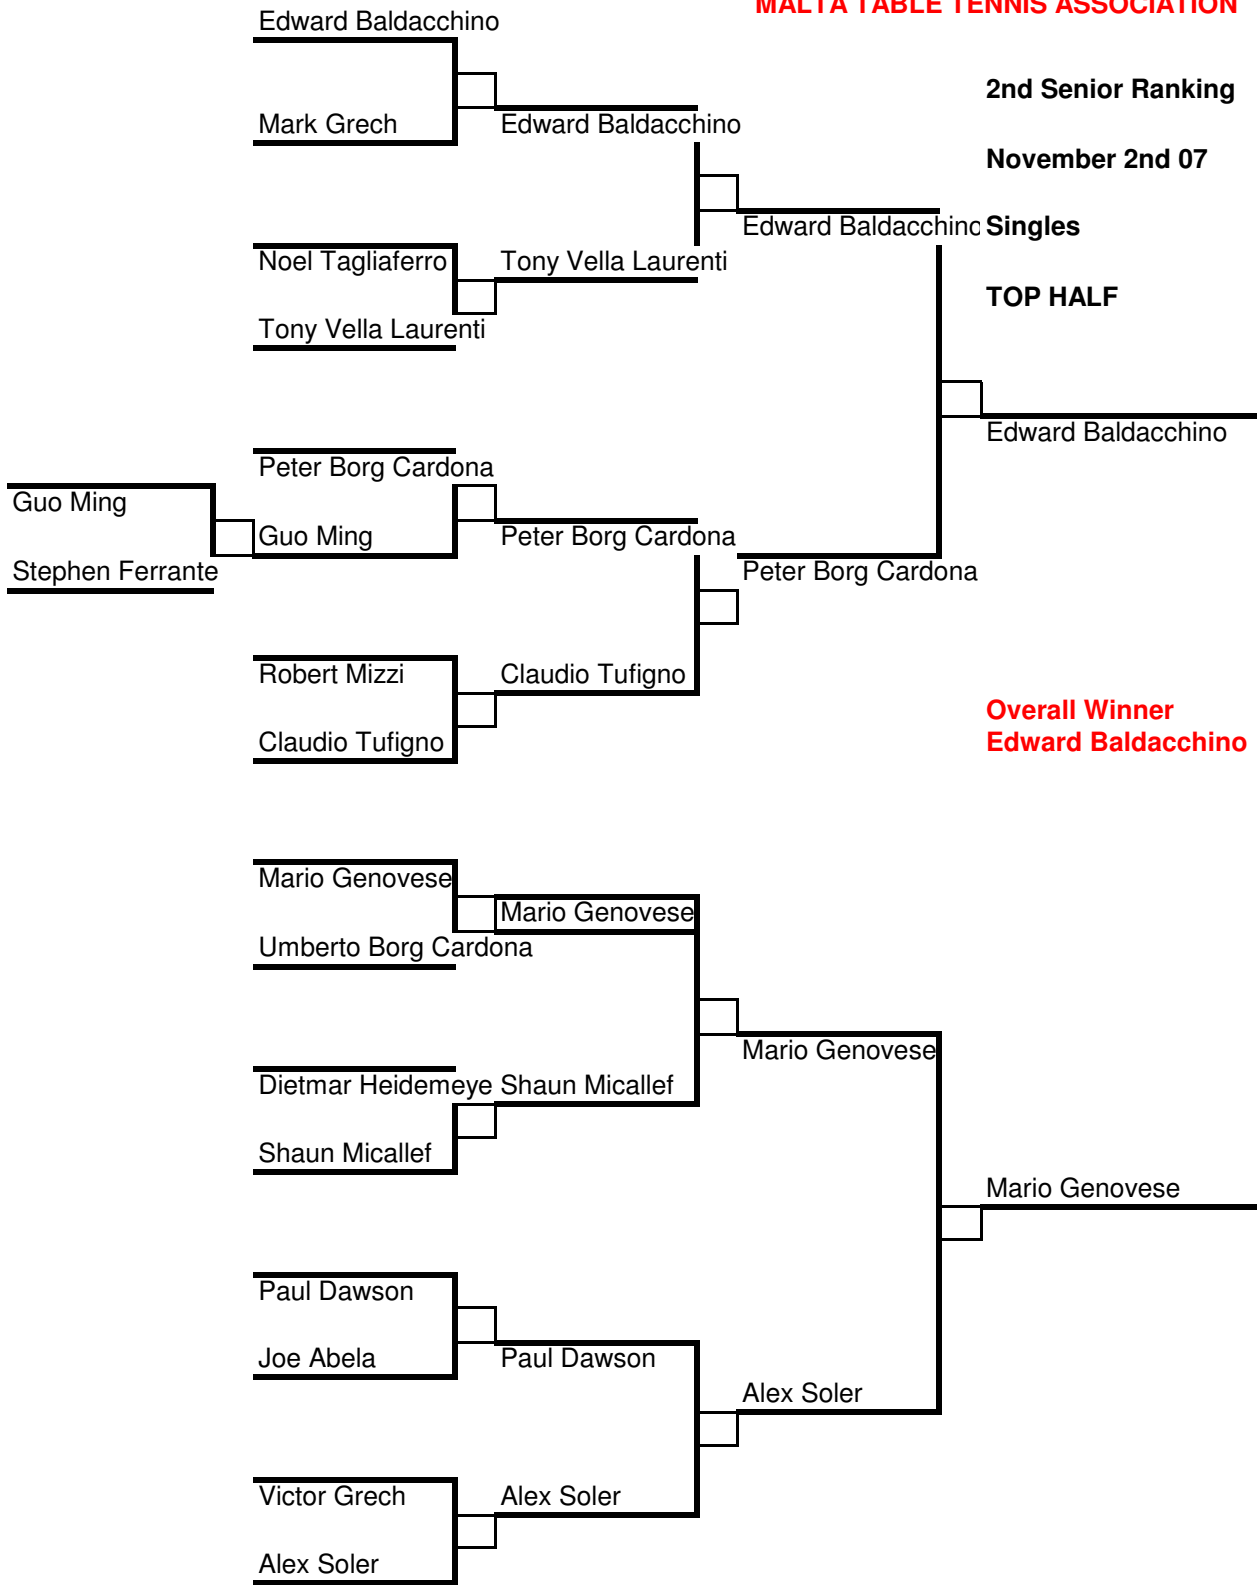 MALTA TABLE TENNIS ASSOCIATION
Edward Baldacchino
2nd Senior Ranking
Mark Grech
Edward Baldacchino
November 2nd 07
Edward Baldacchino
Singles
Noel Tagliaferro
Tony Vella Laurenti
TOP HALF
Tony Vella Laurenti
Edward Baldacchino
Peter Borg Cardona
Guo Ming
Guo Ming
Peter Borg Cardona
Stephen Ferrante
Peter Borg Cardona
Robert Mizzi
Claudio Tufigno
Overall Winner
Claudio Tufigno
Edward Baldacchino
Mario Genovese
Mario Genovese
Umberto Borg Cardona
Mario Genovese
Dietmar Heidemeye
Shaun Micallef
Shaun Micallef
Mario Genovese
Paul Dawson
Joe Abela
Paul Dawson
Alex Soler
Victor Grech
Alex Soler
Alex Soler